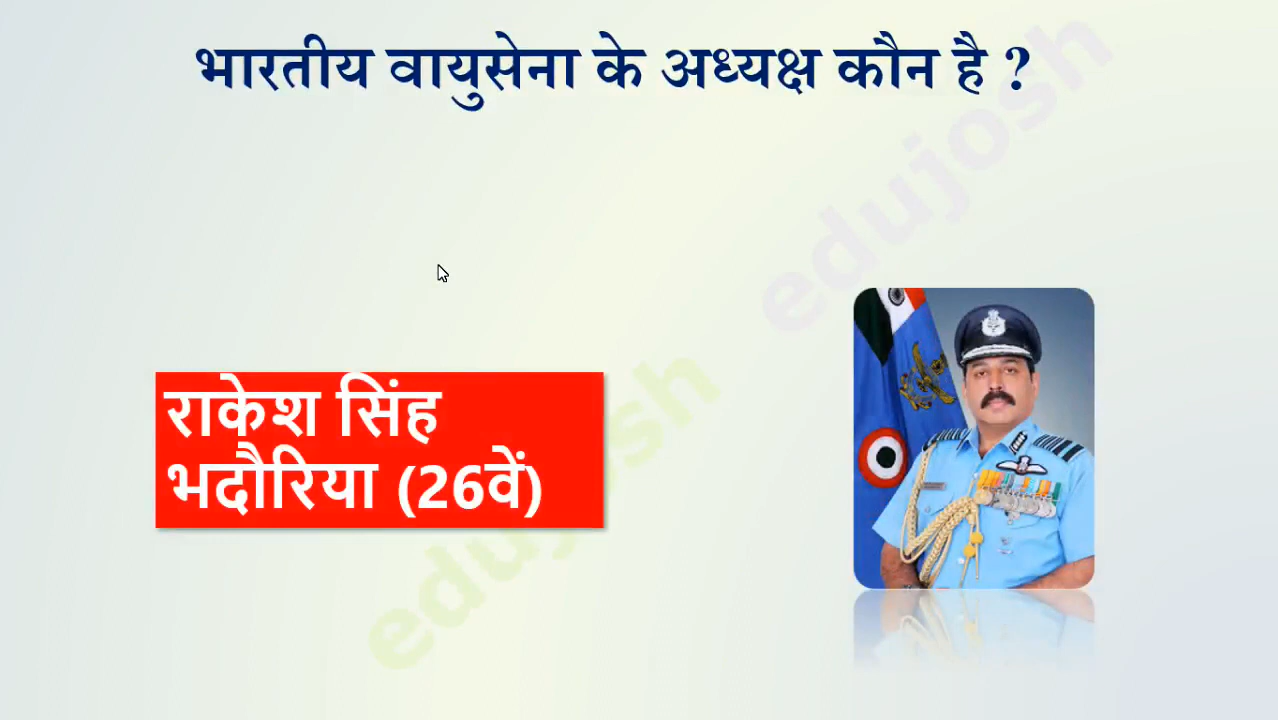 भारतीय वायुसेना के अध्यक्ष कौन है ?
edujosh
राकेश सिंह
भदौरिया (26वें)
edujosh